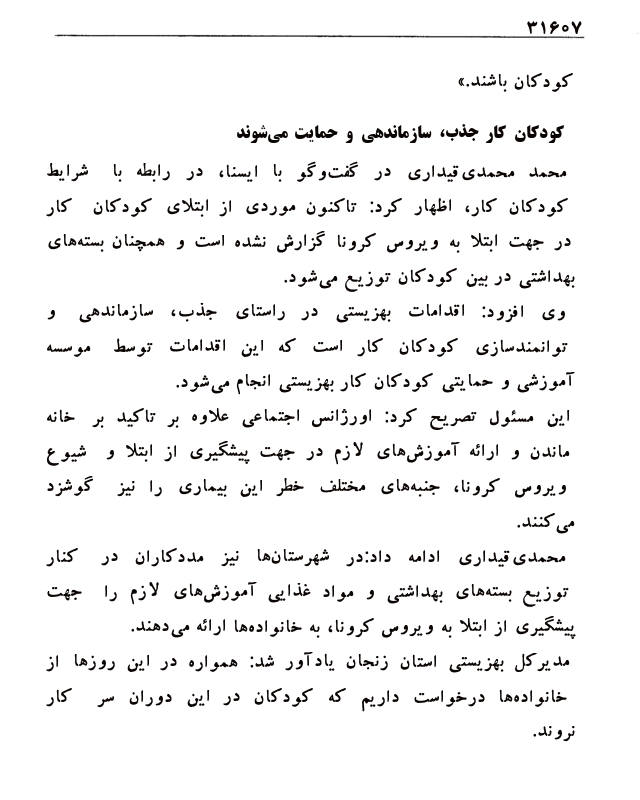 ۳۱۶۰۷
کودکان باشند.»
کودکان کار جذب، سازماندهی و حمایت می‌شوند
محمد محمدی‌قیداری در گفت‌وگو با ایسنا، در رابطه با شرایط
کودکان کار، اظهار کرد: تاکنون موردی از ابتلای کودکان کار
در جهت ابتلا به ویروس کرونا گزارش نشده است و همچنان بسته‌های
بهداشتی در بین کودکان توزیع می‌شود.
وی افزود: اقدامات بهزیستی در راستای جذب، سازماندهی و
توانمندسازی کودکان کار است که این اقدامات توسط موسسه
آموزشی و حمایتی کودکان کار بهزیستی انجام می‌شود.
این مسئول تصریح کرد: اورژانس اجتماعی علاوه بر تاکید بر خانه
ماندن و ارائه آموزش‌های لازم در جهت پیشگیری از ابتلا و شیوع
ویروس کرونا، جنبه‌های مختلف خطر این بیماری را نیز گوشزد
می‌کنند.
محمدی‌قیداری ادامه داد:در شهرستان‌ها نیز مددکاران در کنار
توزیع بسته‌های بهداشتی و مواد غذایی آموزش‌های لازم را جهت
پیشگیری از ابتلا به ویروس کرونا، به خانواده‌ها ارائه می‌دهند.
مدیرکل بهزیستی استان زنجان یادآور شد: همواره در این روزها از
خانواده‌ها درخواست داریم که کودکان در این دوران سر کار
نروند.